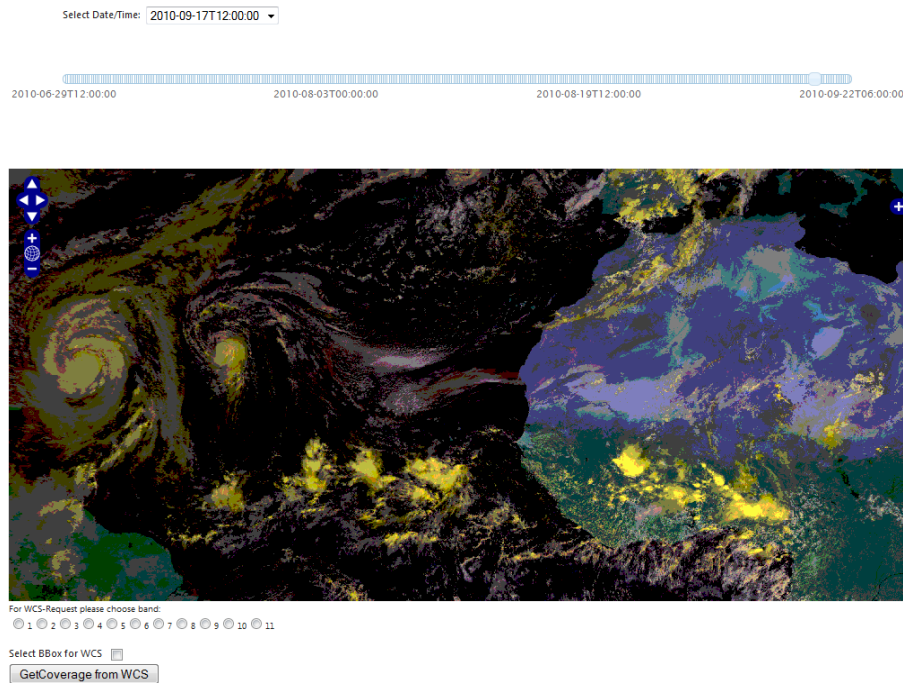 Select Date/Time: 2010-09-17T12:00:00
2010-06-29T12:00:00 2010-08-03T00:00:00 2010-08-19T12:00:00 2010-09-22T06:00:00
For WCS-Request please choose band:
1 2 3 4 5 6 7 8 9 10 11
Select BBox for WCS
GetCoverage from WCS